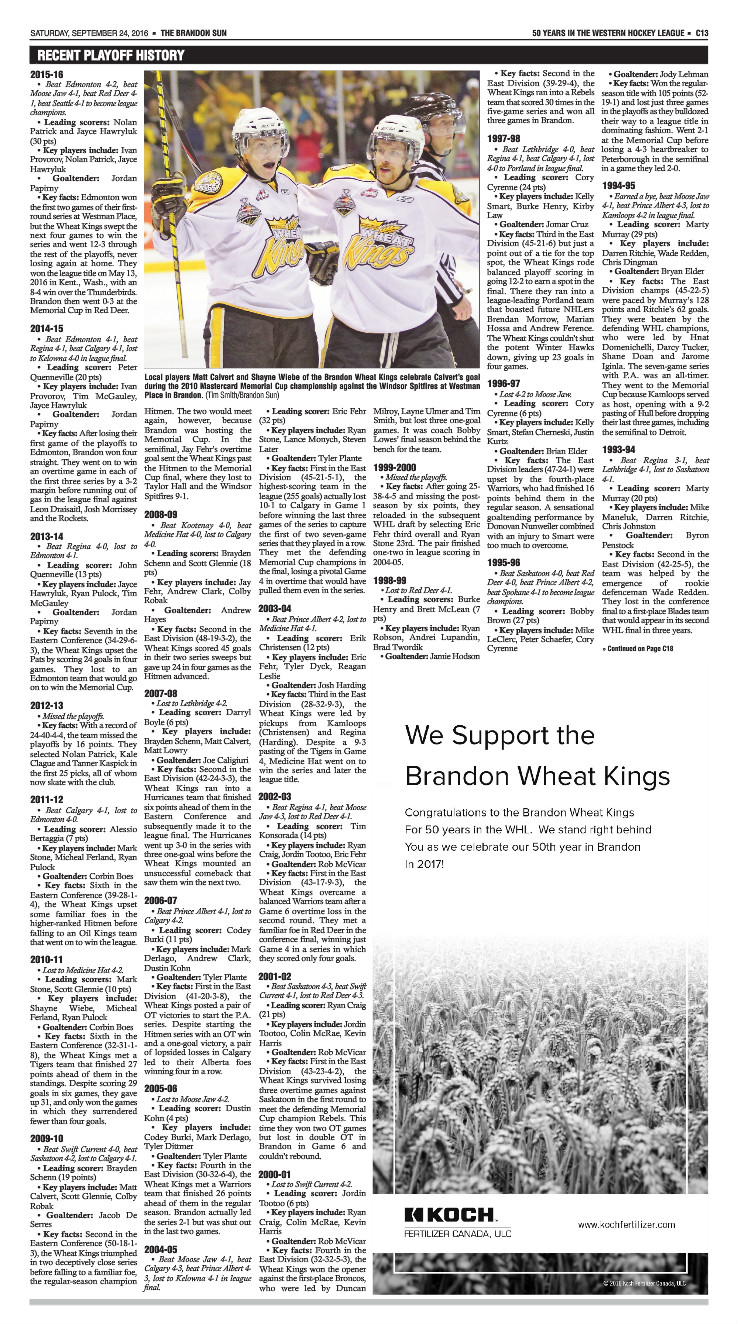 SATURDAY, SEPTEMBER 24, 2016 • THE BRANDON SUN
50 YEARS IN THE WESTERN HOCKEY LEAGUE • C13
RECENT PLAYOFF HISTORY
2015-16
• Beat Edmonton 4-2, beat
Moose Jaw 4-1, beat Red Deer 4-
1, beat Seattle 4-1 to become league
champions.
• Leading scorers: Nolan
Patrick and Jayce Hawryluk
(30 pts)
• Key players include: Ivan
Provorov, Nolan Patrick, Jayce
Hawryluk
• Goaltender: Jordan
Papirny
• Key facts: Edmonton won
the first two games of their first-
round series at Westman Place,
but the Wheat Kings swept the
next four games to win the
series and went 12-3 through
the rest of the playoffs, never
losing again at home. They
won the league title on May 13,
2016 in Kent., Wash., with an
8-4 win over the Thunderbirds.
Brandon then went 0-3 at the
Memorial Cup in Red Deer.
2014-15
• Beat Edmonton 4-1, beat
Regina 4-1, beat Calgary 4-1, lost
to Kelowna 4-0 in league final.
• Leading scorer: Peter
Quenneville (20 pts)
• Key players include: Ivan
Provorov, Tim McGauley,
Jayce Hawryluk
• Goaltender: Jordan
Papirny
• Key facts: After losing their
first game of the playoffs to
Edmonton, Brandon won four
straight. They went on to win
an overtime game in each of
the first three series by a 3-2
margin before running out of
gas in the league final against
Leon Draisaitl, Josh Morrissey
and the Rockets.
2013-14
• Beat Regina 4-0, lost to
Edmonton 4-1.
• Leading scorer: John
Quenneville (13 pts)
• Key players include: Jayce
Hawryluk, Ryan Pulock, Tim
McGauley
• Goaltender: Jordan
Papirny
• Key facts: Seventh in the
Eastern Conference (34-29-6-
3), the Wheat Kings upset the
Pats by scoring 24 goals in four
games. They lost to an
Edmonton team that would go
on to win the Memorial Cup.
2012-13
• Missed the playoffs.
• Key facts: With a record of
24-40-4-4, the team missed the
playoffs by 16 points. They
selected Nolan Patrick, Kale
Clague and Tanner Kaspick in
the first 25 picks, all of whom
now skate with the club.
2011-12
• Beat Calgary 4-1, lost to
Edmonton 4-0.
• Leading scorer: Alessio
Bertaggia (7 pts)
• Key players include: Mark
Stone, Micheal Ferland, Ryan
Pulock
• Goaltender: Corbin Boes
• Key facts: Sixth in the
Eastern Conference (39-28-1-
4), the Wheat Kings upset
some familiar foes in the
higher-ranked Hitmen before
falling to an Oil Kings team
that went on to win the league.
2010-11
• Lost to Medicine Hat 4-2.
• Leading scorers: Mark
Stone, Scott Glennie (10 pts)
• Key players include:
Shayne Wiebe, Micheal
Ferland, Ryan Pulock
• Goaltender: Corbin Boes
• Key facts: Sixth in the
Eastern Conference (32-31-1-
8), the Wheat Kings met a
Tigers team that finished 27
points ahead of them in the
standings. Despite scoring 29
goals in six games, they gave
up 31, and only won the games
in which they surrendered
fewer than four goals.
2009-10
• Beat Swift Current 4-0, beat
Saskatoon 4-2, lost to Calgary 4-1.
• Leading scorer: Brayden
Schenn (19 points)
• Key players include: Matt
Calvert, Scott Glennie, Colby
Robak
• Goaltender: Jacob De
Serres
• Key facts: Second in the
Eastern Conference (50-18-1-
3), the Wheat Kings triumphed
in two deceptively close series
before falling to a familiar foe,
the regular-season champion
WHEAT
Kings
WHEAT
Kings
Local players Matt Calvert and Shayne Wiebe of the Brandon Wheat Kings celebrate Calvert's goal
during the 2010 Mastercard Memorial Cup championship against the Windsor Spitfires at Westman
Place in Brandon. (Tim Smith/Brandon Sun)
Hitmen. The two would meet
again, however, because
Brandon was hosting the
Memorial Cup. In the
semifinal, Jay Fehr's overtime
goal sent the Wheat Kings past
the Hitmen to the Memorial
Cup final, where they lost to
Taylor Hall and the Windsor
Spitfires 9-1.
2008-09
• Beat Kootenay 4-0, beat
Medicine Hat 4-0, lost to Calgary
4-0.
• Leading scorers: Brayden
Schenn and Scott Glennie (18
pts)
• Key players include: Jay
Fehr, Andrew Clark, Colby
Robak
• Goaltender: Andrew
Hayes
• Key facts: Second in the
East Division (48-19-3-2), the
Wheat Kings scored 45 goals
in their two series sweeps but
gave up 24 in four games as the
Hitmen advanced.
2007-08
• Lost to Lethbridge 4-2.
• Leading scorer: Darryl
Boyle (6 pts)
• Key players include:
Brayden Schenn, Matt Calvert,
Matt Lowry
• Goaltender: Joe Caligiuri
• Key facts: Second in the
East Division (42-24-3-3), the
Wheat Kings ran into a
Hurricanes team that finished
six points ahead of them in the
Eastern Conference and
subsequently made it to the
league final. The Hurricanes
went up 3-0 in the series with
three one-goal wins before the
Wheat Kings mounted an
unsuccessful comeback that
saw them win the next two.
2006-07
• Beat Prince Albert 4-1, lost to
Calgary 4-2.
• Leading scorer: Codey
Burki (11 pts)
• Key players include: Mark
Derlago, Andrew Clark,
Dustin Kohn
• Goaltender: Tyler Plante
• Key facts: First in the East
Division (41-20-3-8), the
Wheat Kings posted a pair of
OT victories to start the P.A.
series. Despite starting the
Hitmen series with an OT win
and a one-goal victory, a pair
of lopsided losses in Calgary
led to their Alberta foes
winning four in a row.
2005-06
• Lost to Moose Jaw 4-2.
• Leading scorer: Dustin
Kohn (4 pts)
• Key players include:
Codey Burki, Mark Derlago,
Tyler Dittmer
• Goaltender: Tyler Plante
• Key facts: Fourth in the
East Division (30-32-6-4), the
Wheat Kings met a Warriors
team that finished 26 points
ahead of them in the regular
season. Brandon actually led
the series 2-1 but was shut out
in the last two games.
2004-05
• Beat Moose Jaw 4-1, beat
Calgary 4-3, beat Prince Albert 4-
3, lost to Kelowna 4-1 in league
final.
• Leading scorer: Eric Fehr
(32 pts)
• Key players include: Ryan
Stone, Lance Monych, Steven
Later
• Goaltender: Tyler Plante
• Key facts: First in the East
Division (45-21-5-1), the
highest-scoring team in the
league (255 goals) actually lost
10-1 to Calgary in Game 1
before winning the last three
games of the series to capture
the first of two seven-game
series that they played in a row.
They met the defending
Memorial Cup champions in
the final, losing a pivotal Game
4 in overtime that would have
pulled them even in the series.
2003-04
• Beat Prince Albert 4-2, lost to
Medicine Hat 4-1.
• Leading scorer: Erik
Christensen (12 pts)
• Key players include: Eric
Fehr, Tyler Dyck, Reagan
Leslie
• Goaltender: Josh Harding
• Key facts: Third in the East
Division (28-32-9-3), the
Wheat Kings were led by
pickups from Kamloops
(Christensen) and Regina
(Harding). Despite a 9-3
pasting of the Tigers in Game
4, Medicine Hat went on to
win the series and later the
league title.
2002-03
• Beat Regina 4-1, beat Moose
Jaw 4-3, lost to Red Deer 4-1.
• Leading scorer: Tim
Konsorada (14 pts)
• Key players include: Ryan
Craig, Jordin Tootoo, Eric Fehr
• Goaltender: Rob McVicar
• Key facts: First in the East
Division (43-17-9-3), the
Wheat Kings overcame a
balanced Warriors team after a
Game 6 overtime loss in the
second round. They met a
familiar foe in Red Deer in the
conference final, winning just
Game 4 in a series in which
they scored only four goals.
2001-02
• Beat Saskatoon 4-3, beat Swift
Current 4-1, lost to Red Deer 4-3.
• Leading scorer: Ryan Craig
(21 pts)
• Key players include: Jordin
Tootoo, Colin McRae, Kevin
Harris
• Goaltender: Rob McVicar
• Key facts: First in the East
Division (43-23-4-2), the
Wheat Kings survived losing
three overtime games against
Saskatoon in the first round to
meet the defending Memorial
Cup champion Rebels. This
time they won two OT games
but lost in double OT in
Brandon in Game 6 and
couldn't rebound.
2000-01
• Lost to Swift Current 4-2.
• Leading scorer: Jordin
Tootoo (6 pts)
• Key players include: Ryan
Craig, Colin McRae, Kevin
Harris
• Goaltender: Rob McVicar
• Key facts: Fourth in the
East Division (32-32-5-3), the
Wheat Kings won the opener
against the first-place Broncos,
who were led by Duncan
Milroy, Layne Ulmer and Tim
Smith, but lost three one-goal
games. It was coach Bobby
Lowes' final season behind the
bench for the team.
1999-2000
• Missed the playoffs.
• Key facts: After going 25-
38-4-5 and missing the post-
season by six points, they
reloaded in the subsequent
WHL draft by selecting Eric
Fehr third overall and Ryan
Stone 23rd. The pair finished
one-two in league scoring in
2004-05.
1998-99
• Lost to Red Deer 4-1.
• Leading scorers: Burke
Henry and Brett McLean (7
pts)
• Key players include: Ryan
Robson, Andrei Lupandin,
Brad Twordik
• Goaltender: Jamie Hodson
• Key facts: Second in the
East Division (39-29-4), the
Wheat Kings ran into a Rebels
team that scored 30 times in the
five-game series and won all
three games in Brandon.
1997-98
• Beat Lethbridge 4-0, beat
Regina 4-1, beat Calgary 4-1, lost
4-0 to Portland in league final.
• Leading scorer: Cory
Cyrenne (24 pts)
• Key players include: Kelly
Smart, Burke Henry, Kirby
Law
• Goaltender: Jomar Cruz
• Key facts: Third in the East
Division (45-21-6) but just a
point out of a tie for the top
spot, the Wheat Kings rode
balanced playoff scoring in
going 12-2 to earn a spot in the
final. There they ran into a
league-leading Portland team
that boasted future NHLers
Brendan Morrow, Marian
Hossa and Andrew Ference.
The Wheat Kings couldn't shut
the potent Winter Hawks
down, giving up 23 goals in
four games.
1996-97
• Lost 4-2 to Moose Jaw.
• Leading scorer: Cory
Cyrenne (6 pts)
• Key players include: Kelly
Smart, Stefan Cherneski, Justin
Kurtz
• Goaltender: Brian Elder
• Key facts: The East
Division leaders (47-24-1) were
upset by the fourth-place
Warriors, who had finished 16
points behind them in the
regular season. A sensational
goaltending performance by
Donovan Nunweiler combined
with an injury to Smart were
too much to overcome.
1995-96
• Beat Saskatoon 4-0, beat Red
Deer 4-0, beat Prince Albert 4-2,
beat Spokane 4-1 to become league
champions.
• Leading scorer: Bobby
Brown (27 pts)
• Key players include: Mike
LeClerc, Peter Schaefer, Cory
Cyrenne
• Goaltender: Jody Lehman
• Key facts: Won the regular-
season title with 105 points (52-
19-1) and lost just three games
in the playoffs as they bulldozed
their way to a league title in
dominating fashion. Went 2-1
at the Memorial Cup before
losing a 4-3 heartbreaker to
Peterborough in the semifinal
in a game they led 2-0.
1994-95
• Earned a bye, beat Moose Jaw
4-1, beat Prince Albert 4-3, lost to
Kamloops 4-2 in league final.
• Leading scorer: Marty
Murray (29 pts)
• Key players include:
Darren Ritchie, Wade Redden,
Chris Dingman
• Goaltender: Bryan Elder
• Key facts: The East
Division champs (45-22-5)
were paced by Murray's 128
points and Ritchie's 62 goals.
They were beaten by the
defending WHL champions,
who were led by Hnat
Domenichelli, Darcy Tucker,
Shane Doan and Jarome
Iginla. The seven-game series
with P.A. was an all-timer.
They went to the Memorial
Cup because Kamloops served
as host, opening with a 9-2
pasting of Hull before dropping
their last three games, including
the semifinal to Detroit.
1993-94
• Beat Regina 3-1, beat
Lethbridge 4-1, lost to Saskatoon
4-1.
• Leading scorer: Marty
Murray (20 pts)
• Key players include: Mike
Maneluk, Darren Ritchie,
Chris Johnston
• Goaltender: Byron
Penstock
• Key facts: Second in the
East Division (42-25-5), the
team was helped by the
emergence of rookie
defenceman Wade Redden.
They lost in the conference
final to a first-place Blades team
that would appear in its second
WHL final in three years.
» Continued on Page C18
We Support the
Brandon Wheat Kings
Congratulations to the Brandon Wheat Kings
For 50 years in the WHL. We stand right behind
You as we celebrate our 50th year in Brandon
In 2017!
KOCH.
FERTILIZER CANADA, ULC
www.kochfertilizer.com
© 2016 Koch Fertilizer Canada, ULC